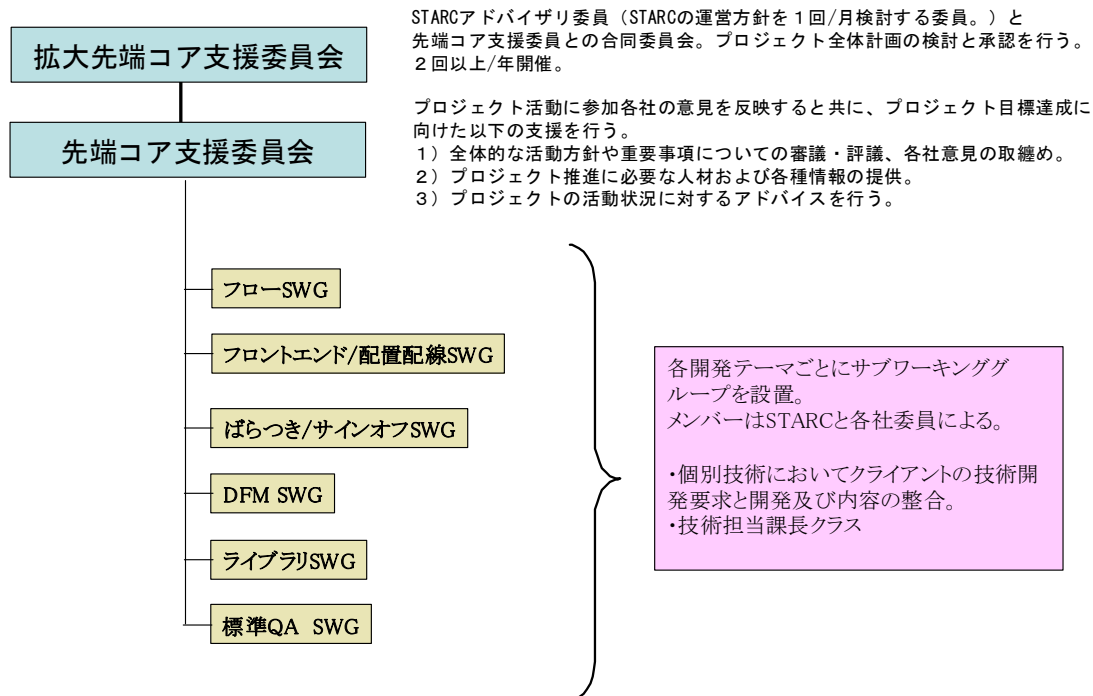 拡大先端コア支援委員会
STARCアドバイザリ委員（STARCの運営方針を１回/月検討する委員。）と
先端コア支援委員との合同委員会。プロジェクト全体計画の検討と承認を行う。
２回以上/年開催。
先端コア支援委員会
プロジェクト活動に参加各社の意見を反映すると共に、プロジェクト目標達成に
向けた以下の支援を行う。
１）全体的な活動方針や重要事項についての審議・評議、各社意見の取纏め。
２）プロジェクト推進に必要な人材および各種情報の提供。
３）プロジェクトの活動状況に対するアドバイスを行う。
フローSWG
フロントエンド/配置配線SWG
ばらつき/サインオフSWG
DFM SWG
ライブラリSWG
標準QA SWG
各開発テーマごとにサブワーキンググ
ループを設置。
メンバーはSTARCと各社委員による。
・個別技術においてクライアントの技術開
発要求と開発及び内容の整合。
・技術担当課長クラス